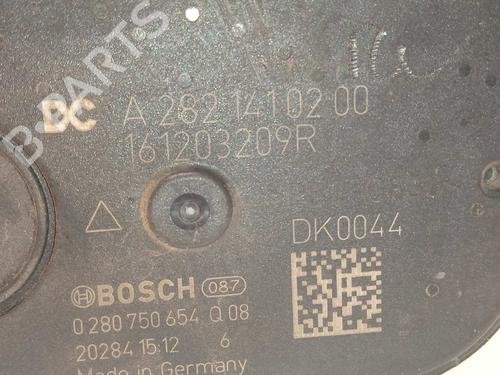 B-PARTS
DC A 282 141 02 00
161203209R
DK0044
BOSCH 087
0 280 750 654 Q 08
20284 15:12 6
Made in Germany